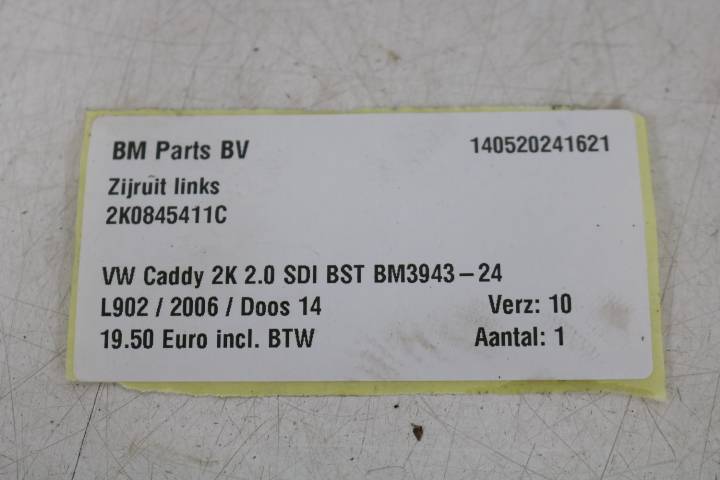 BM Parts BV 140520241621
Zijruit links
2K0845411C
VW Caddy 2K 2.0 SDI BST BM3943-24
L902 / 2006 / Doos 14 Verz: 10
19.50 Euro incl. BTW Aantal: 1